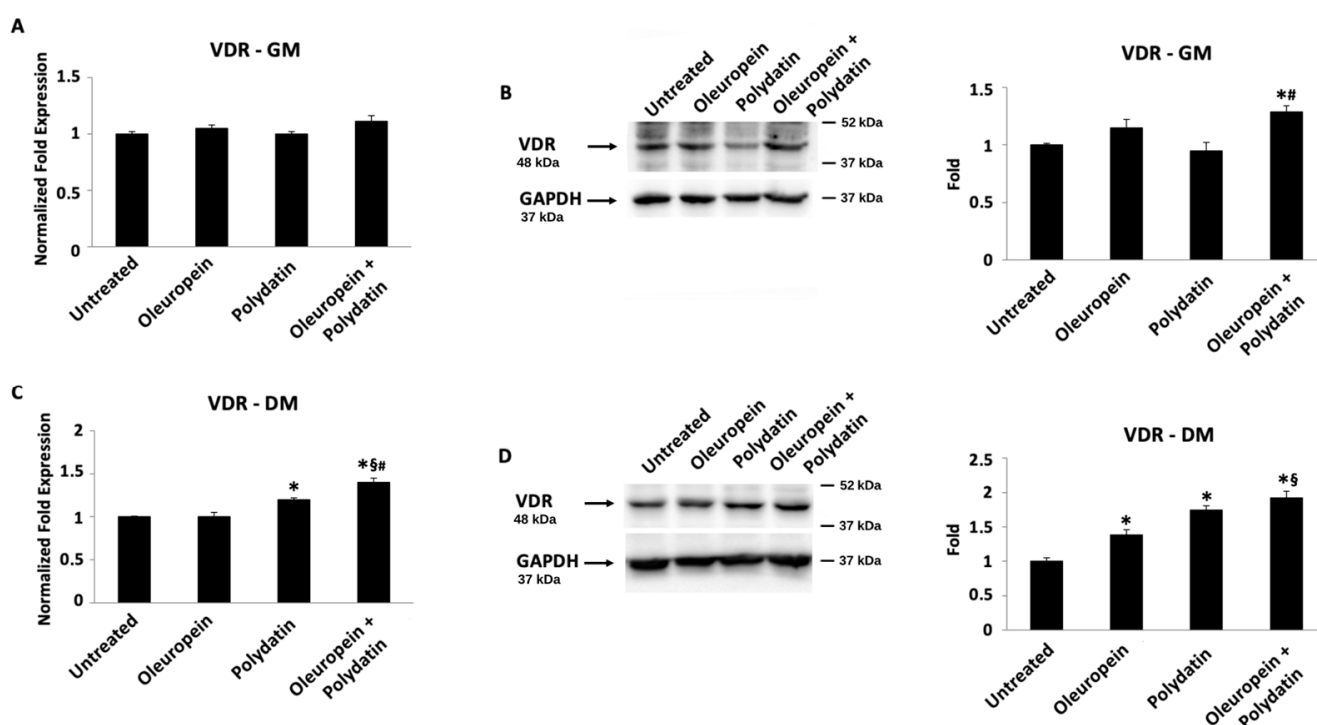 A
VDR - GM
Normalized Fold Expression
1.5
1
0.5
0
Untreated
Oleuropein
Polydatin
Oleuropein +
Polydatin
B
Untreated
Oleuropein
Polydatin
Oleuropein +
Polydatin
VDR
48 kDa
GAPDH
37 kDa
52 kDa
37 kDa
37 kDa
VDR - GM
Fold
1.5
1
0.5
0
*#
Untreated
Oleuropein
Polydatin
Oleuropein +
Polydatin
C
VDR - DM
Normalized Fold Expression
2
1.5
1
0.5
0
*
*§#
Untreated
Oleuropein
Polydatin
Oleuropein +
Polydatin
D
Untreated
Oleuropein
Polydatin
Oleuropein +
Polydatin
VDR
48 kDa
GAPDH
37 kDa
52 kDa
37 kDa
37 kDa
VDR - DM
Fold
2.5
2
1.5
1
0.5
0
*
*
*§
Untreated
Oleuropein
Polydatin
Oleuropein +
Polydatin